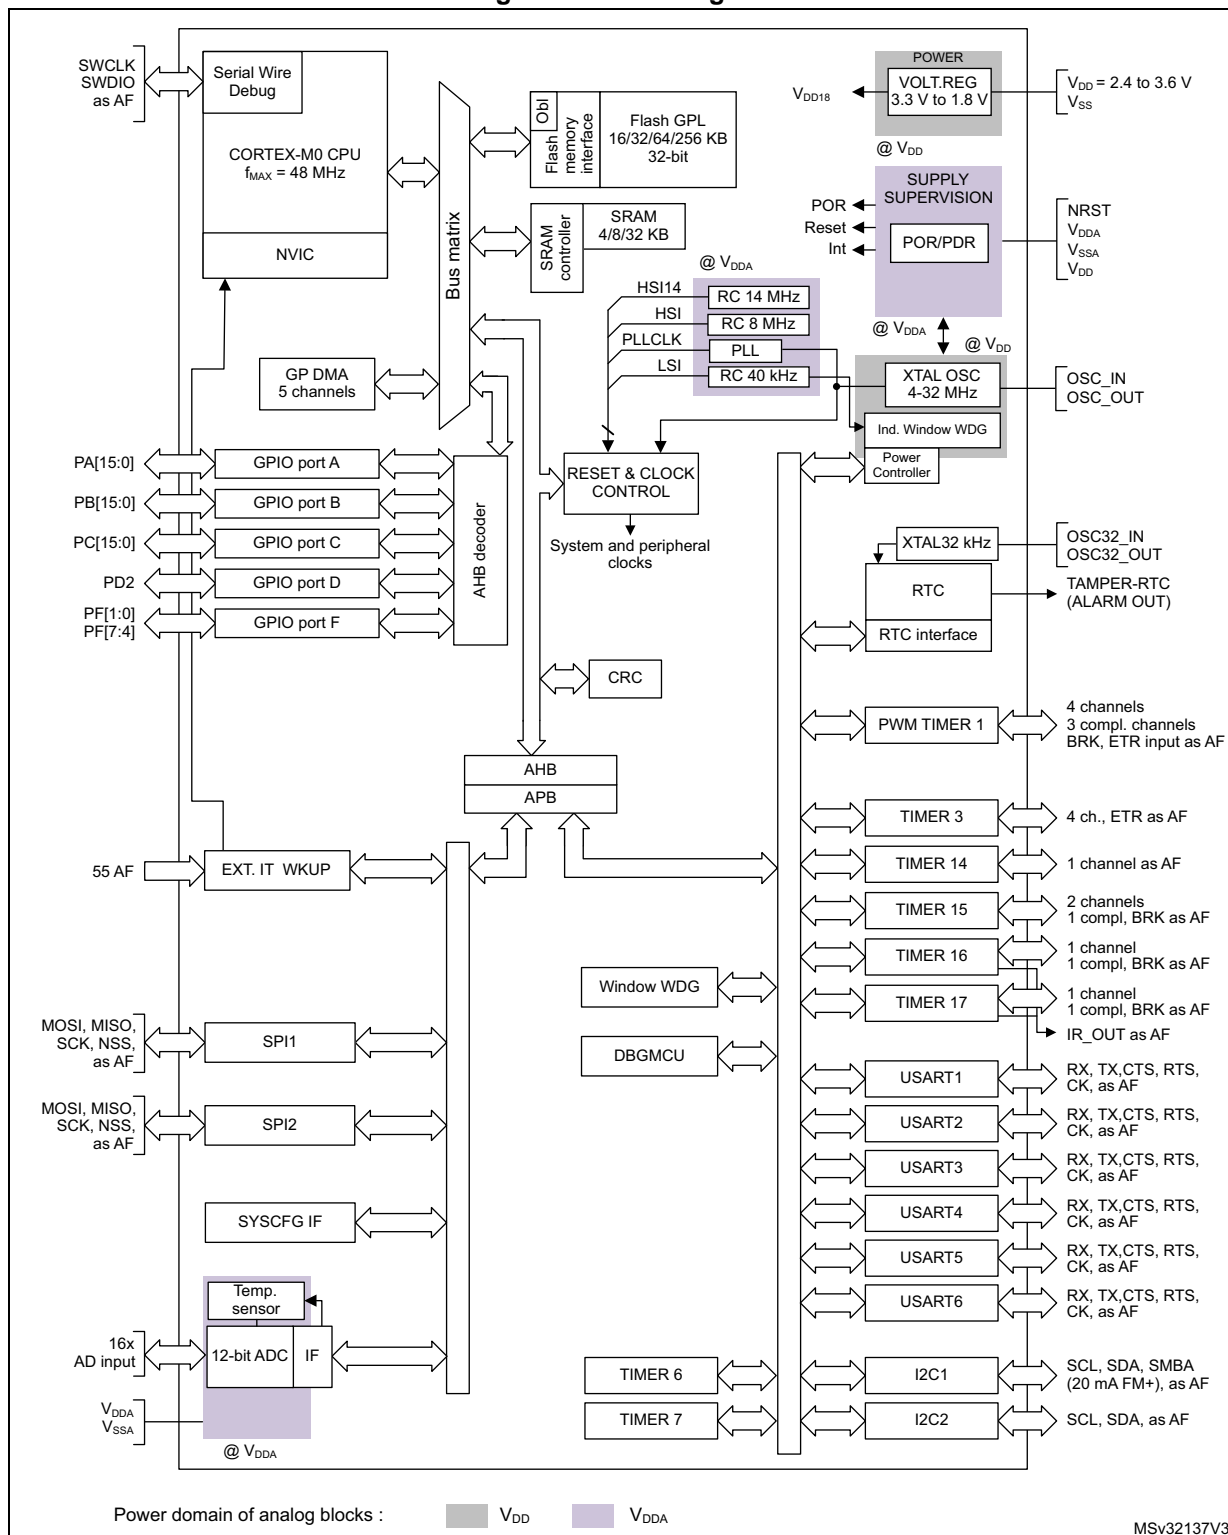 SWCLK
SWDIO
as AF
Serial Wire
Debug
CORTEX-M0 CPU
fMAX = 48 MHz
NVIC
Bus matrix
Obl
Flash
memory
interface
Flash GPL
16/32/64/256 KB
32-bit
SRAM
controller
SRAM
4/8/32 KB
POWER
VOLT.REG
3.3 V to 1.8 V
VDD18
VDD = 2.4 to 3.6 V
VSS
@ VDD
SUPPLY
SUPERVISION
POR
Reset
Int
POR/PDR
NRST
VDDA
VSSA
VDD
@ VDDA
HSI14
RC 14 MHz
HSI
RC 8 MHz
PLLCLK
PLL
LSI
RC 40 kHz
@ VDDA
@ VDD
XTAL OSC
4-32 MHz
OSC_IN
OSC_OUT
Ind. Window WDG
Power
Controller
GP DMA
5 channels
PA[15:0]
GPIO port A
PB[15:0]
GPIO port B
PC[15:0]
GPIO port C
PD2
GPIO port D
PF[1:0]
PF[7:4]
GPIO port F
AHB decoder
RESET & CLOCK
CONTROL
System and peripheral
clocks
XTAL32 kHz
OSC32_IN
OSC32_OUT
RTC
TAMPER-RTC
(ALARM OUT)
RTC interface
CRC
AHB
APB
PWM TIMER 1
4 channels
3 compl. channels
BRK, ETR input as AF
TIMER 3
4 ch., ETR as AF
55 AF
EXT. IT WKUP
TIMER 14
1 channel as AF
TIMER 15
2 channels
1 compl, BRK as AF
TIMER 16
1 channel
1 compl, BRK as AF
Window WDG
TIMER 17
1 channel
1 compl, BRK as AF
IR_OUT as AF
MOSI, MISO,
SCK, NSS,
as AF
SPI1
DBGMCU
USART1
RX, TX,CTS, RTS,
CK, as AF
MOSI, MISO,
SCK, NSS,
as AF
SPI2
USART2
RX, TX,CTS, RTS,
CK, as AF
USART3
RX, TX,CTS, RTS,
CK, as AF
SYSCFG IF
USART4
RX, TX,CTS, RTS,
CK, as AF
USART5
RX, TX,CTS, RTS,
CK, as AF
USART6
RX, TX,CTS, RTS,
CK, as AF
Temp.
sensor
16x
AD input
12-bit ADC
IF
VDDA
VSSA
@ VDDA
TIMER 6
I2C1
SCL, SDA, SMBA
(20 mA FM+), as AF
TIMER 7
I2C2
SCL, SDA, as AF
Power domain of analog blocks :
VDD
VDDA
MSv32137V3